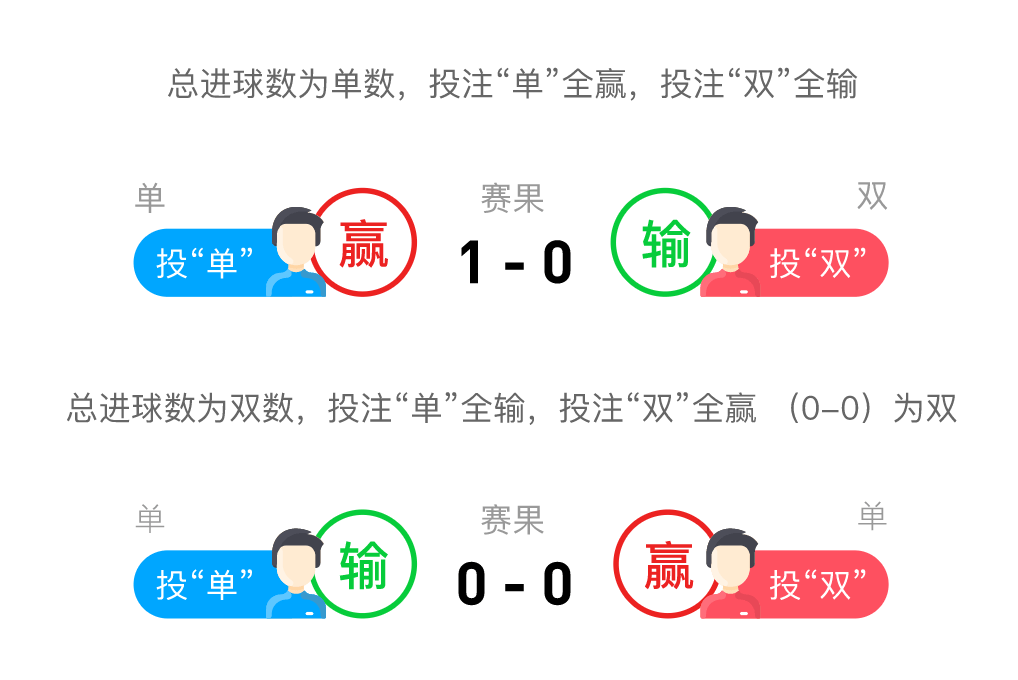 总进球数为单数，投注“单”全赢，投注“双”全输
单 赛果 双
投“单” 赢 1 - 0 输 投“双”
总进球数为双数，投注“单”全输，投注“双”全赢 （0-0）为双
单 赛果 单
投“单” 输 0 - 0 赢 投“双”